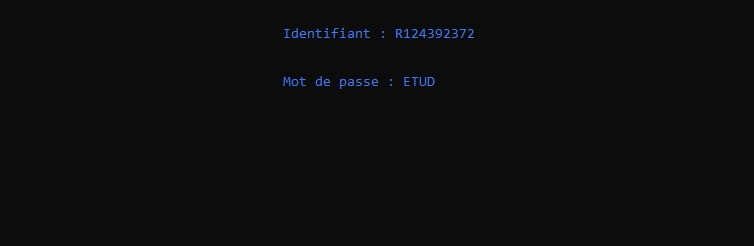 Identifiant : R124392372
Mot de passe : ETUD